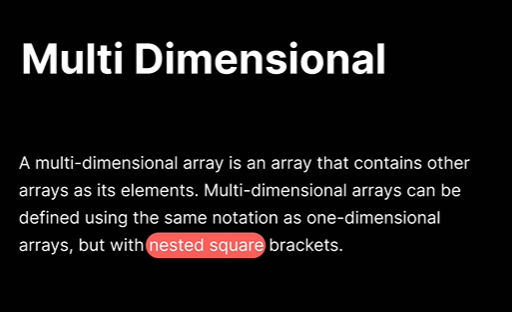 Multi Dimensional
A multi-dimensional array is an array that contains other
arrays as its elements. Multi-dimensional arrays can be
defined using the same notation as one-dimensional
arrays, but with nested square brackets.